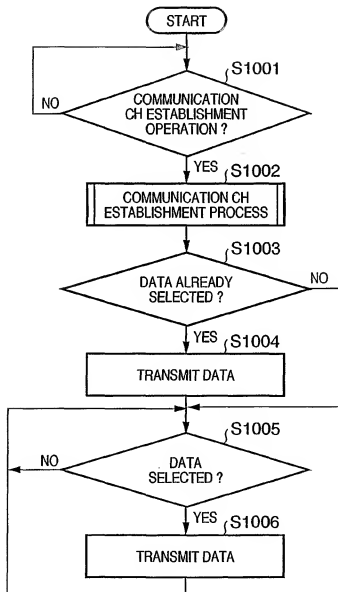 START
S1001
NO
COMMUNICATION
CH ESTABLISHMENT
OPERATION ?
YES
S1002
COMMUNICATION CH
ESTABLISHMENT PROCESS
S1003
DATA ALREADY
SELECTED ?
NO
YES
S1004
TRANSMIT DATA
S1005
NO
DATA
SELECTED ?
YES
S1006
TRANSMIT DATA